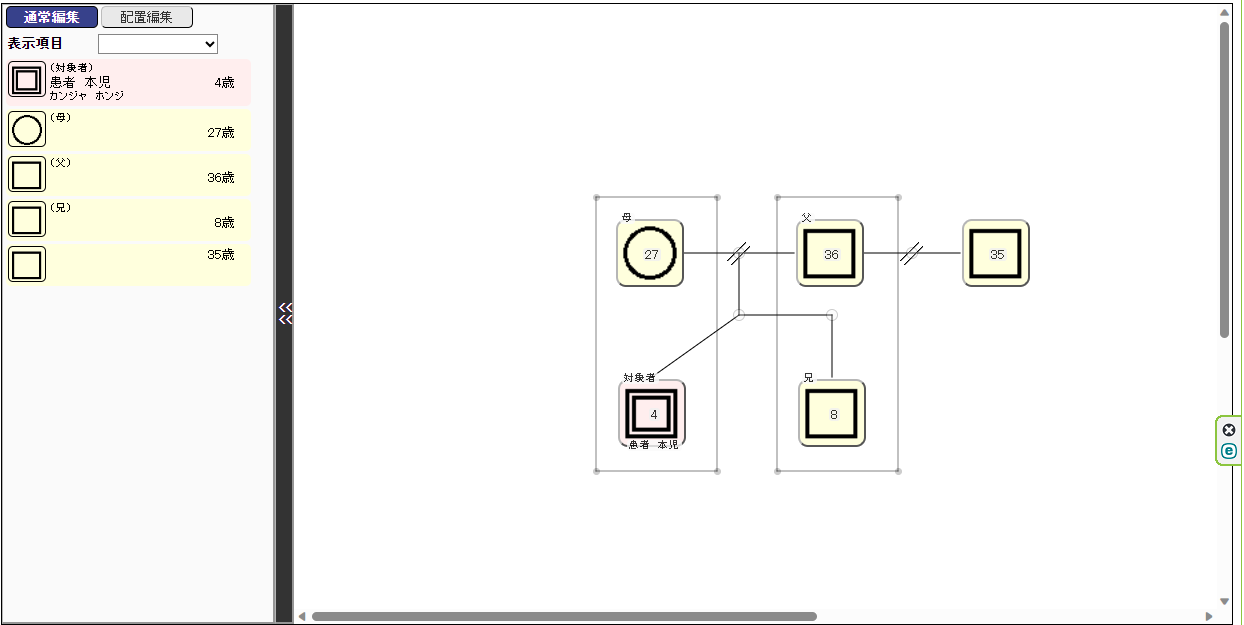 通常編集
配置編集
表示項目
(対象者)
患者 本児
カンジャ ホンジ
4歳
(母)
27歳
(父)
36歳
(兄)
8歳
35歳
母
27
父
36
35
対象者
4
患者 本児
兄
8
e